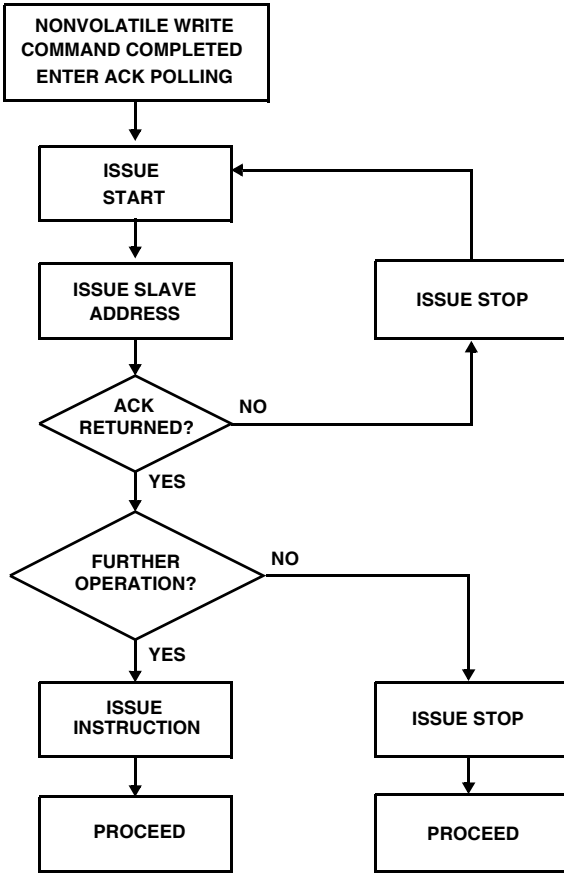 NONVOLATILE WRITE
COMMAND COMPLETED
ENTER ACK POLLING
ISSUE
START
ISSUE SLAVE
ADDRESS
ISSUE STOP
ACK
RETURNED?
NO
YES
FURTHER
OPERATION?
NO
YES
ISSUE
INSTRUCTION
ISSUE STOP
PROCEED
PROCEED